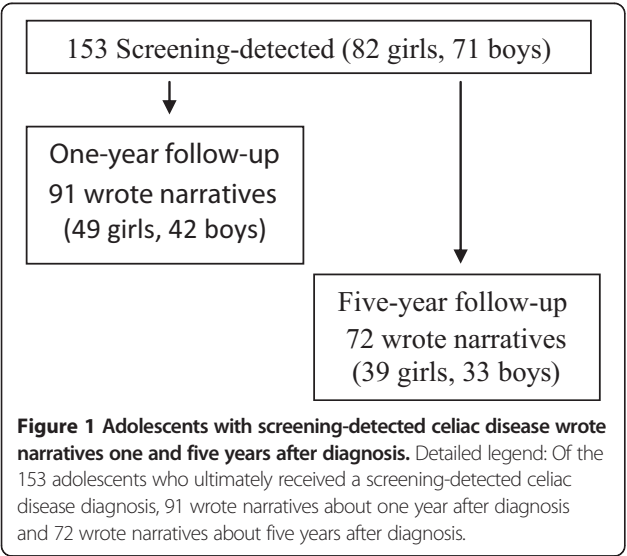 153 Screening-detected (82 girls, 71 boys)
One-year follow-up
91 wrote narratives
(49 girls, 42 boys)
Five-year follow-up
72 wrote narratives
(39 girls, 33 boys)
Figure 1 Adolescents with screening-detected celiac disease wrote
narratives one and five years after diagnosis. Detailed legend: Of the
153 adolescents who ultimately received a screening-detected celiac
disease diagnosis, 91 wrote narratives about one year after diagnosis
and 72 wrote narratives about five years after diagnosis.